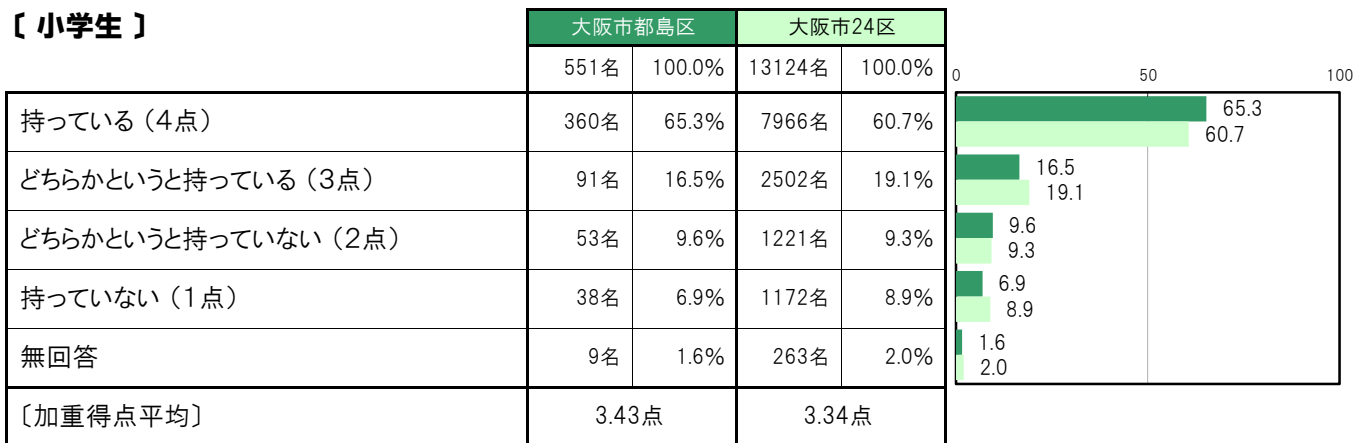 〔 小学生 〕
大阪市都島区 大阪市24区
551名 100.0% 13124名 100.0%
0 50 100
持っている（4点） 360名 65.3% 7966名 60.7%
65.3
60.7
どちらかというと持っている（3点） 91名 16.5% 2502名 19.1%
16.5
19.1
どちらかというと持っていない（2点） 53名 9.6% 1221名 9.3%
9.6
9.3
持っていない（1点） 38名 6.9% 1172名 8.9%
6.9
8.9
無回答 9名 1.6% 263名 2.0%
1.6
2.0
〔加重得点平均〕 3.43点 3.34点